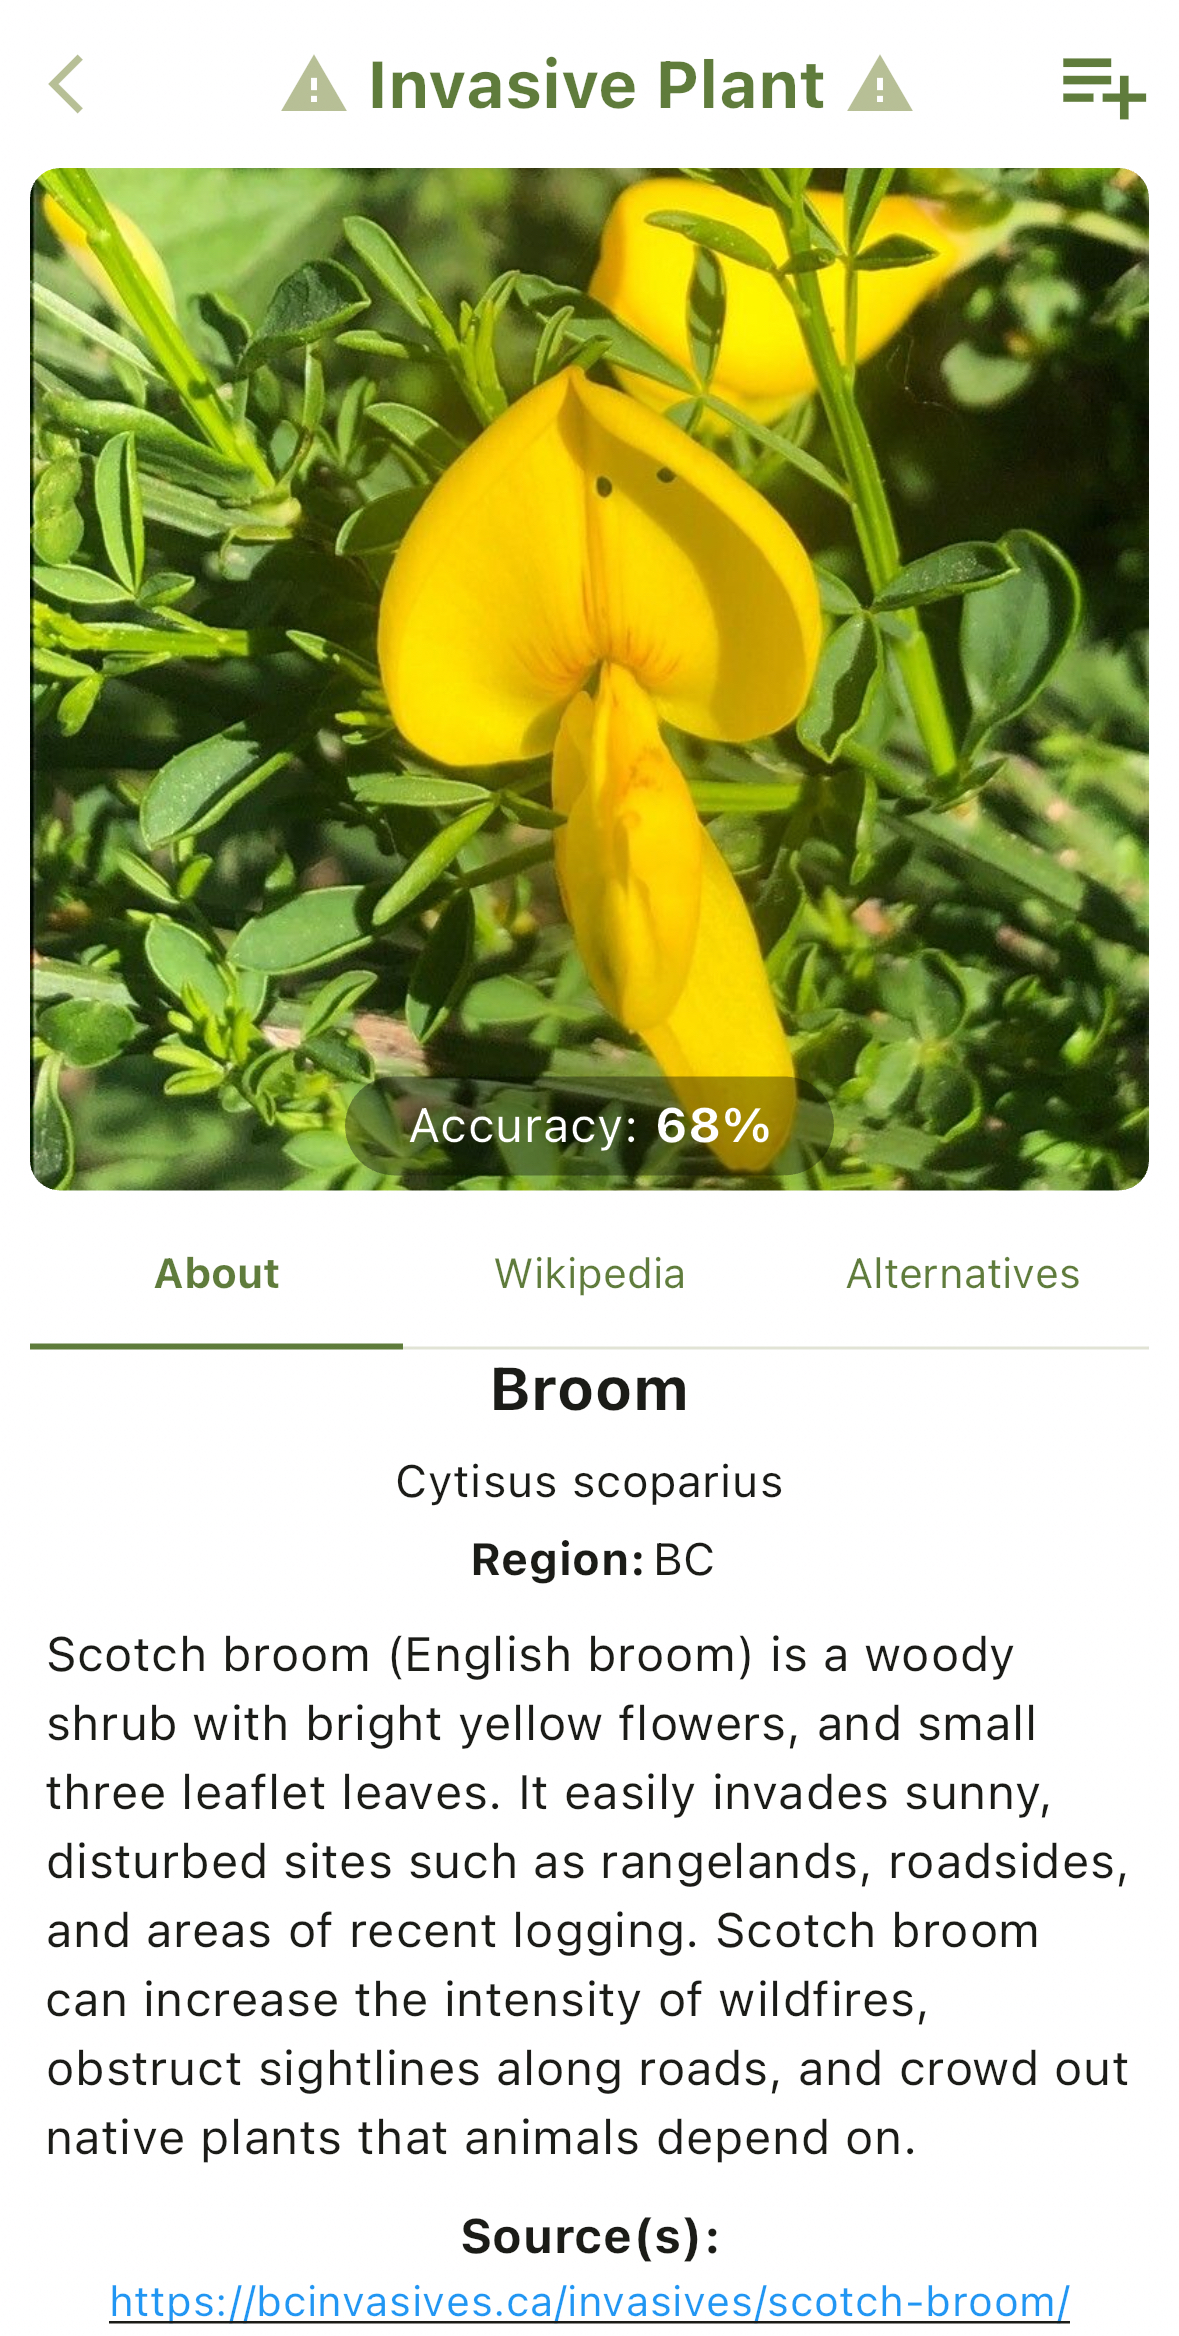 Invasive Plant
Accuracy: 68%
About Wikipedia Alternatives
Broom
Cytisus scoparius
Region: BC
Scotch broom (English broom) is a woody
shrub with bright yellow flowers, and small
three leaflet leaves. It easily invades sunny,
disturbed sites such as rangelands, roadsides,
and areas of recent logging. Scotch broom
can increase the intensity of wildfires,
obstruct sightlines along roads, and crowd out
native plants that animals depend on.
Source(s):
https://bcinvasives.ca/invasives/scotch-broom/